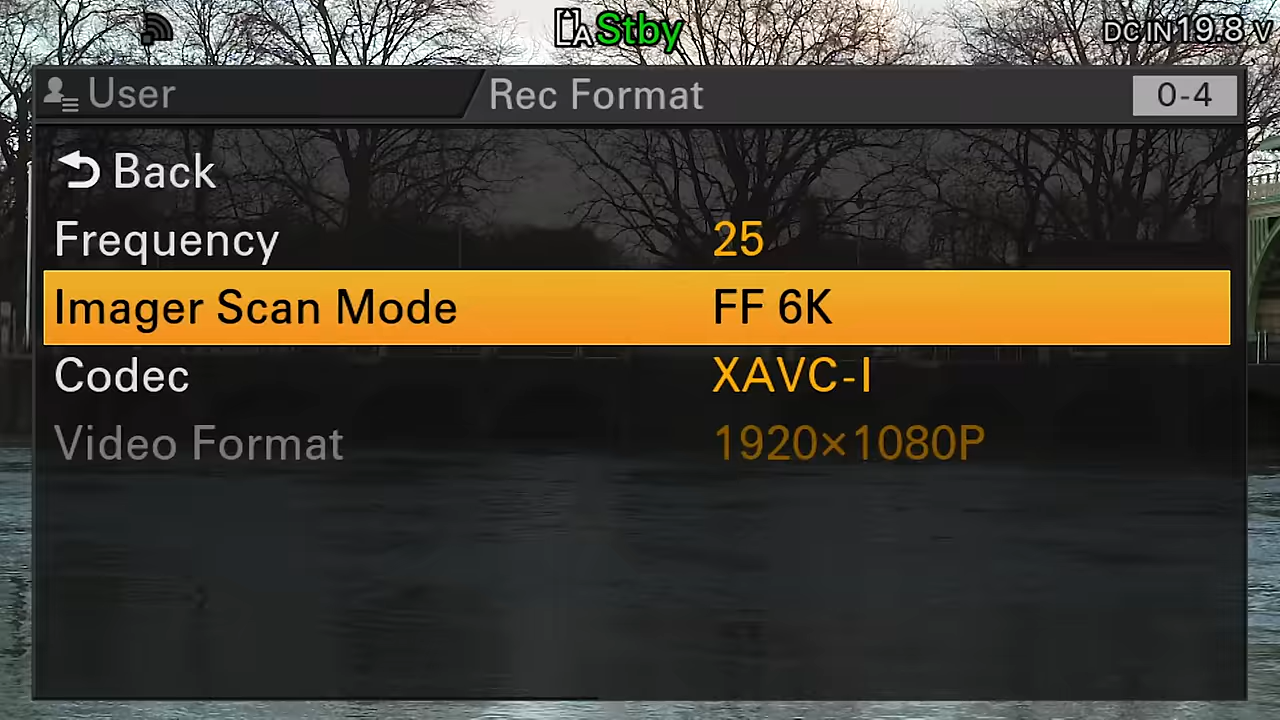 A Stby
DC IN 19.8 V
User
Rec Format
0-4
Back
Frequency 25
Imager Scan Mode FF 6K
Codec XAVC-I
Video Format 1920×1080P